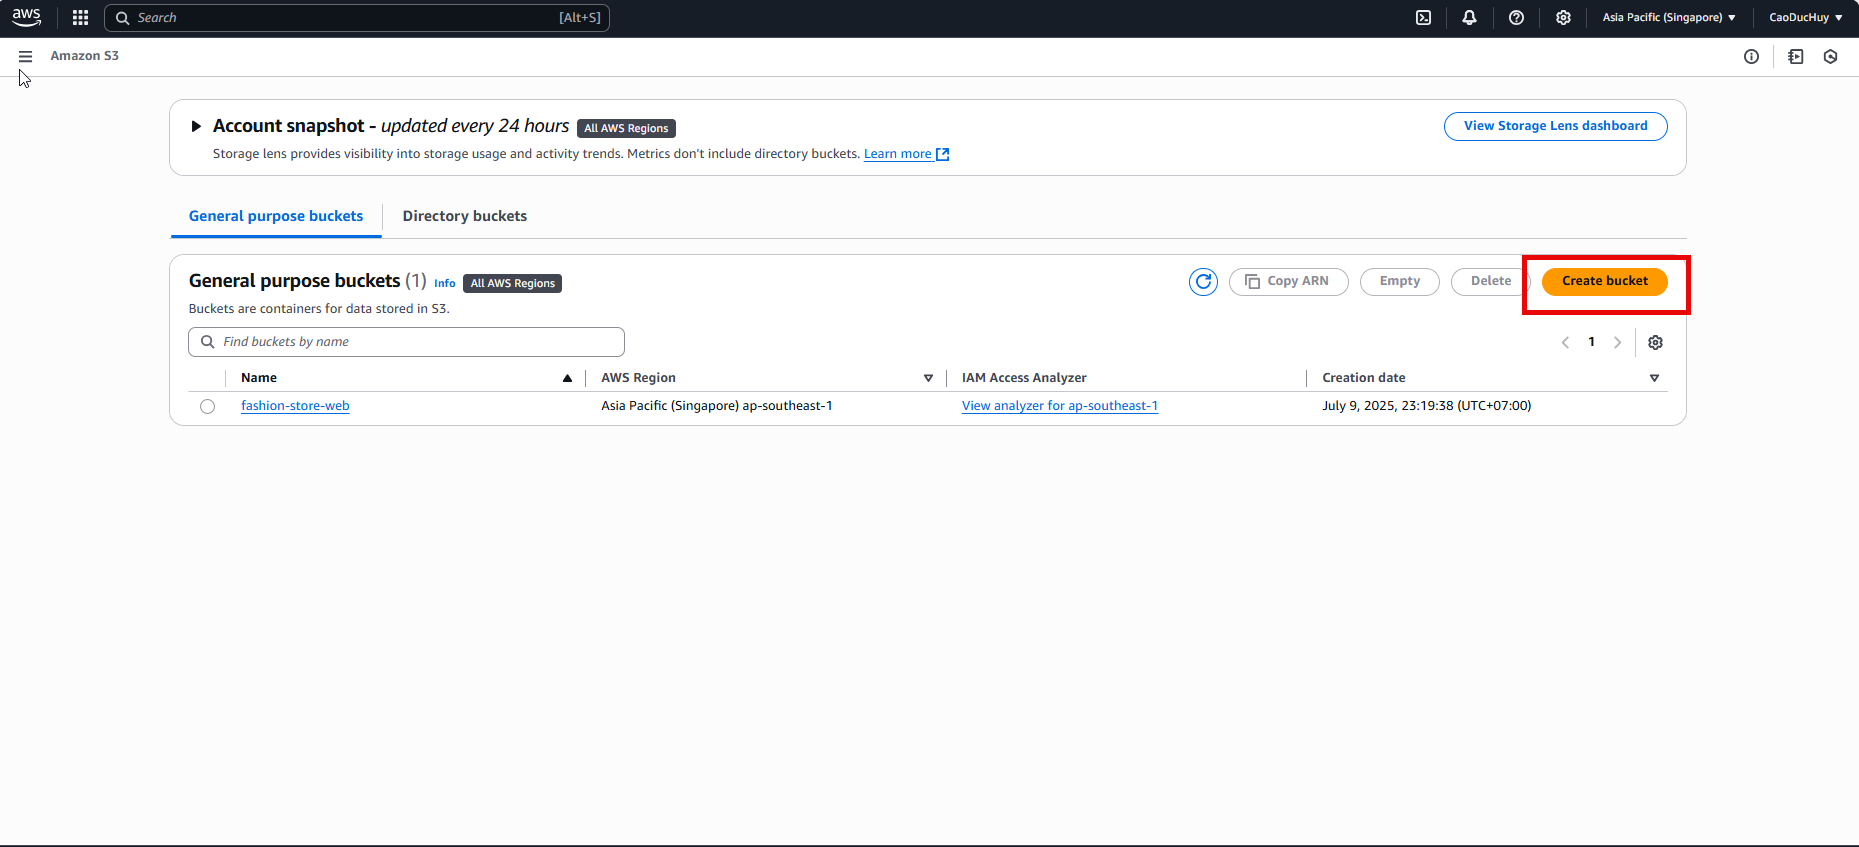 aws Search [Alt+S] Asia Pacific (Singapore) CaoDucHuy
Amazon S3
Account snapshot - updated every 24 hours All AWS Regions View Storage Lens dashboard
Storage lens provides visibility into storage usage and activity trends. Metrics don't include directory buckets. Learn more
General purpose buckets Directory buckets
General purpose buckets (1) Info All AWS Regions Copy ARN Empty Delete Create bucket
Buckets are containers for data stored in S3.
Find buckets by name 1
Name AWS Region IAM Access Analyzer Creation date
fashion-store-web Asia Pacific (Singapore) ap-southeast-1 View analyzer for ap-southeast-1 July 9, 2025, 23:19:38 (UTC+07:00)